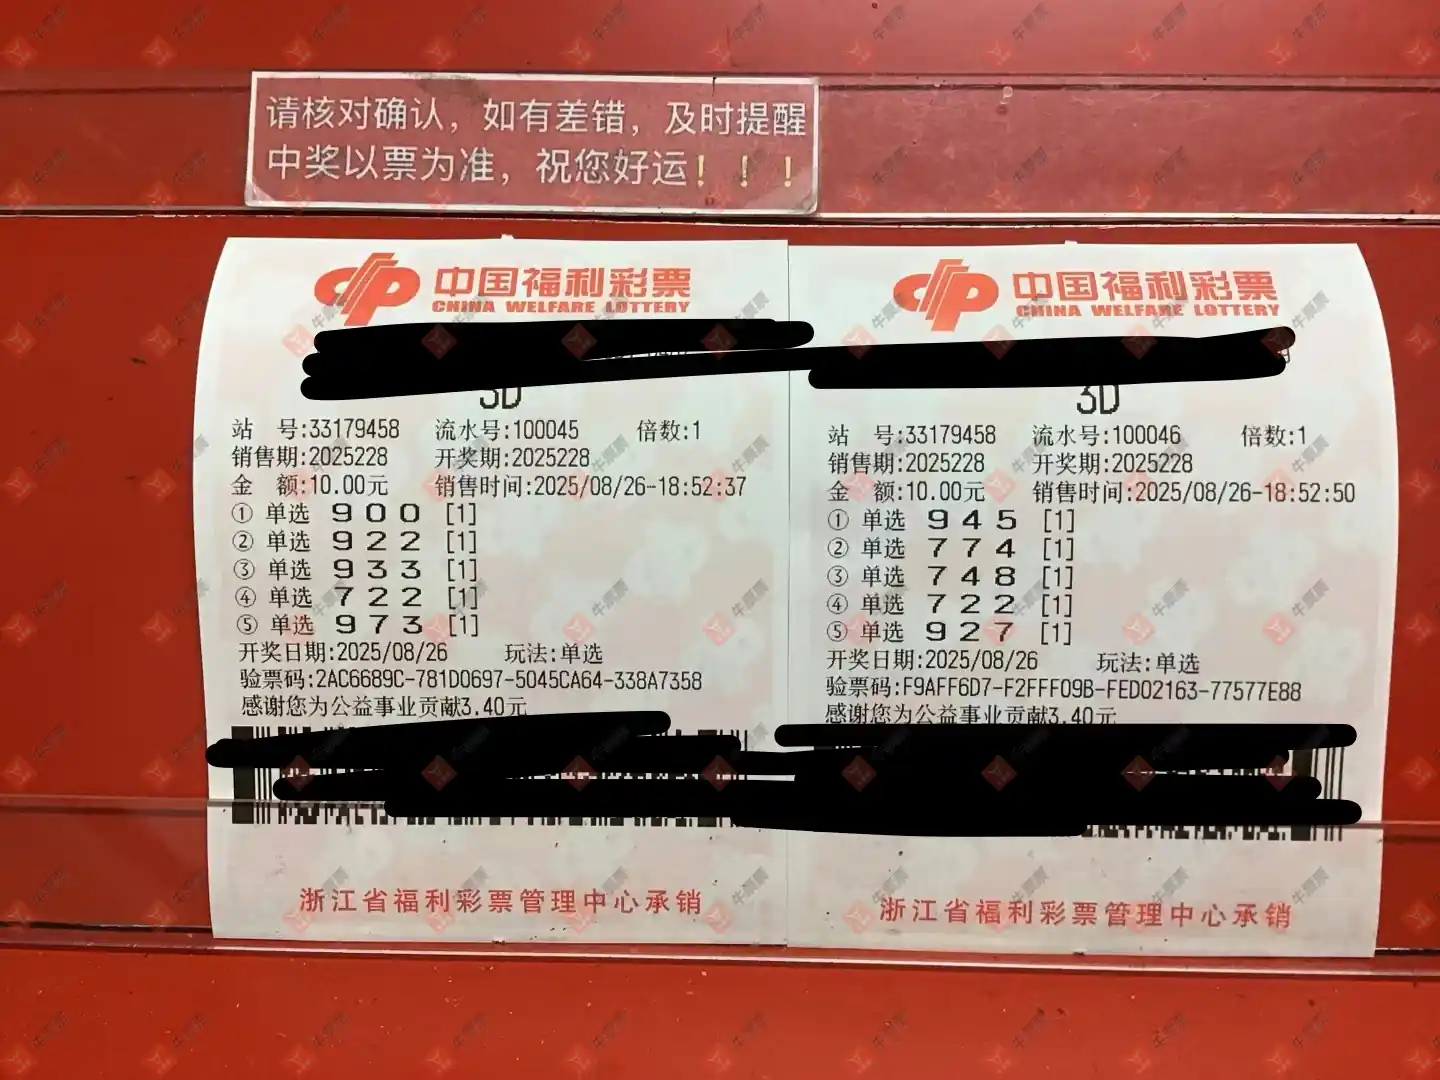 请核对确认，如有差错，及时提醒
中奖以票为准，祝您好运！！！
中国福利彩票
CHINA WELFARE LOTTERY
3D
站 号:33179458 流水号:100045 倍数:1
销售期:2025228 开奖期:2025228
金 额:10.00元 销售时间:2025/08/26-18:52:37
① 单选 9 0 0 [1]
② 单选 9 2 2 [1]
③ 单选 9 3 3 [1]
④ 单选 7 2 2 [1]
⑤ 单选 9 7 3 [1]
开奖日期:2025/08/26 玩法:单选
验票码:2AC6689C-781D0697-5045CA64-338A7358
感谢您为公益事业贡献3.40元
浙江省福利彩票管理中心承销
中国福利彩票
CHINA WELFARE LOTTERY
3D
站 号:33179458 流水号:100046 倍数:1
销售期:2025228 开奖期:2025228
金 额:10.00元 销售时间:2025/08/26-18:52:50
① 单选 9 4 5 [1]
② 单选 7 7 4 [1]
③ 单选 7 4 8 [1]
④ 单选 7 2 2 [1]
⑤ 单选 9 2 7 [1]
开奖日期:2025/08/26 玩法:单选
验票码:F9AFF6D7-F2FFF09B-FED02163-77577E88
感谢您为公益事业贡献3.40元
浙江省福利彩票管理中心承销